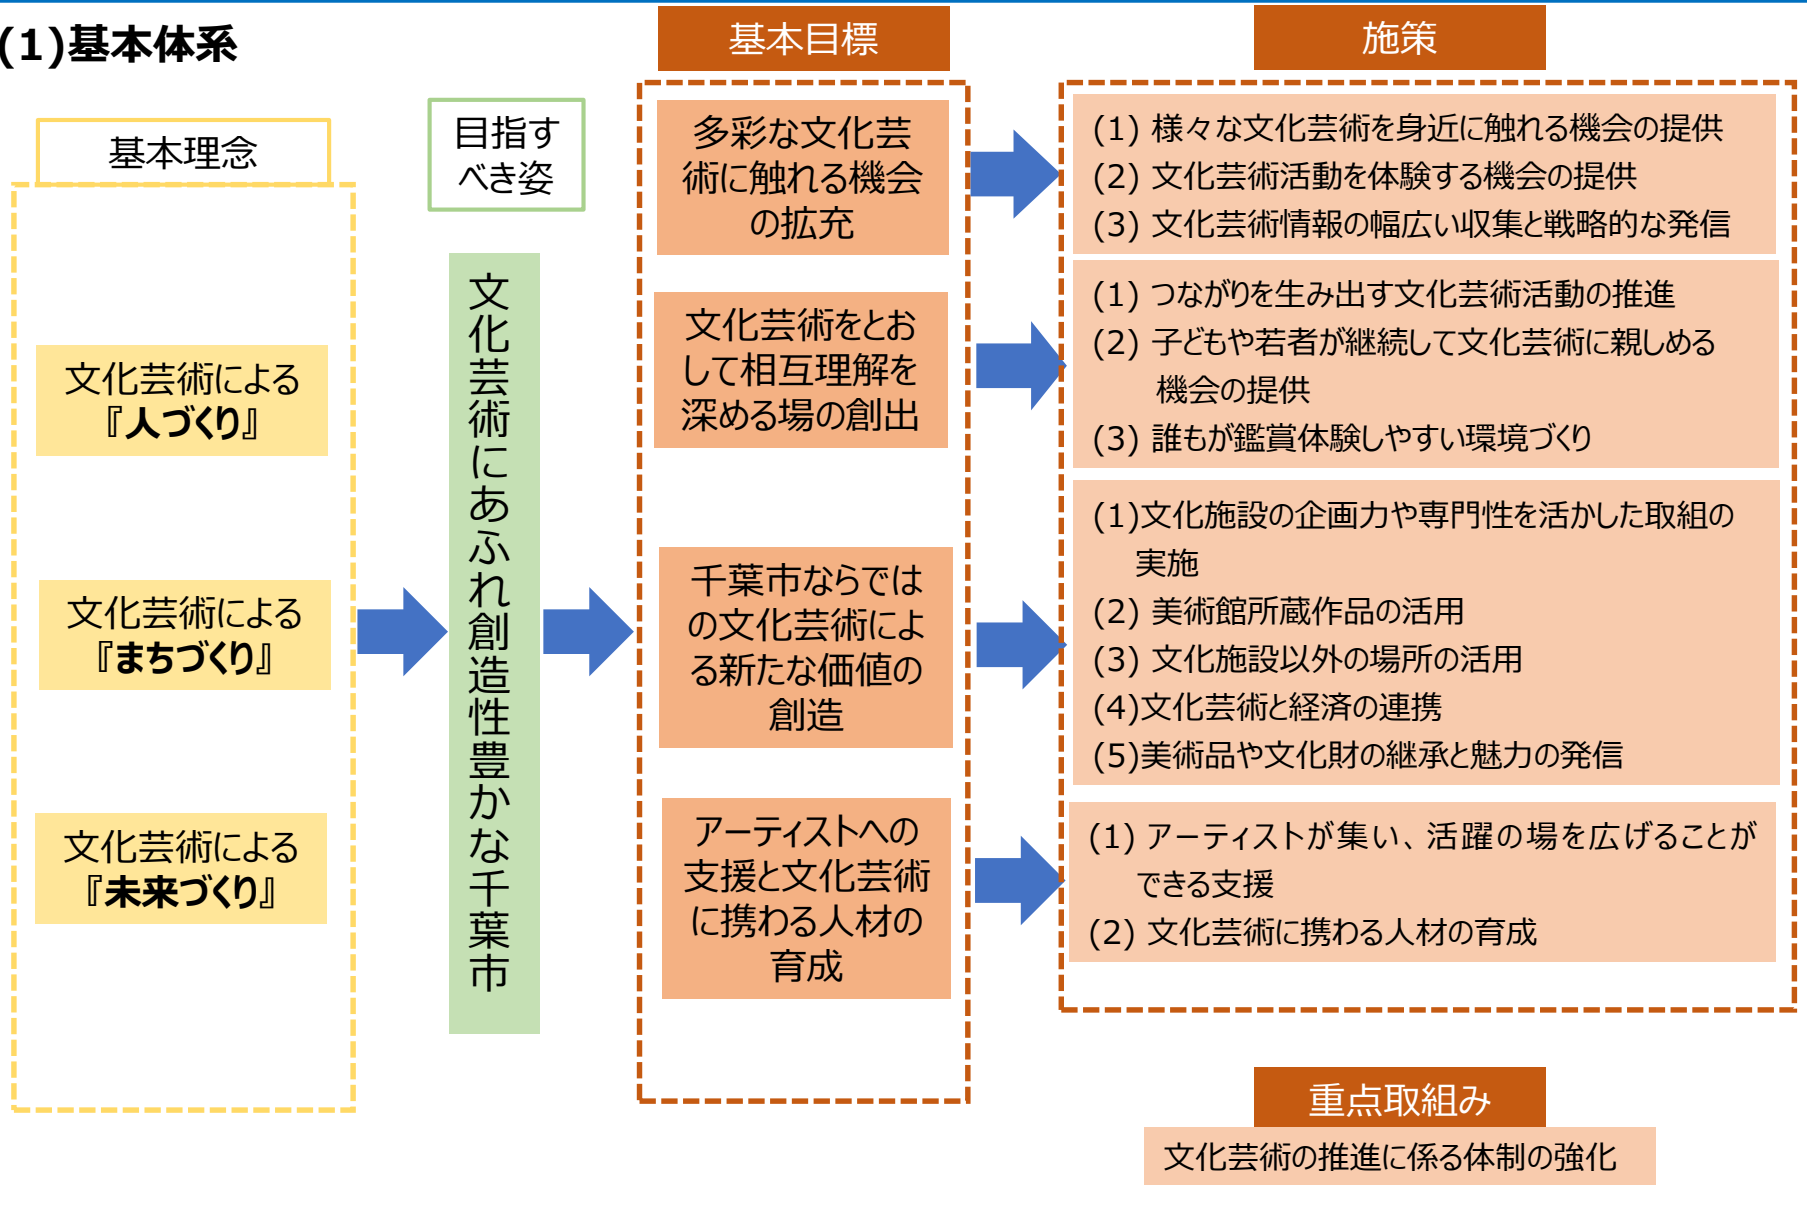 (1)基本体系
基本理念
文化芸術による
『人づくり』
文化芸術による
『まちづくり』
文化芸術による
『未来づくり』
目指す
べき姿
文化芸術にあふれ創造性豊かな千葉市
基本目標
多彩な文化芸
術に触れる機会
の拡充
文化芸術をとお
して相互理解を
深める場の創出
千葉市ならでは
の文化芸術によ
る新たな価値の
創造
アーティストへの
支援と文化芸術
に携わる人材の
育成
施策
(1) 様々な文化芸術を身近に触れる機会の提供
(2) 文化芸術活動を体験する機会の提供
(3) 文化芸術情報の幅広い収集と戦略的な発信
(1) つながりを生み出す文化芸術活動の推進
(2) 子どもや若者が継続して文化芸術に親しめる
機会の提供
(3) 誰もが鑑賞体験しやすい環境づくり
(1)文化施設の企画力や専門性を活かした取組の
実施
(2) 美術館所蔵作品の活用
(3) 文化施設以外の場所の活用
(4)文化芸術と経済の連携
(5)美術品や文化財の継承と魅力の発信
(1) アーティストが集い、活躍の場を広げることが
できる支援
(2) 文化芸術に携わる人材の育成
重点取組み
文化芸術の推進に係る体制の強化